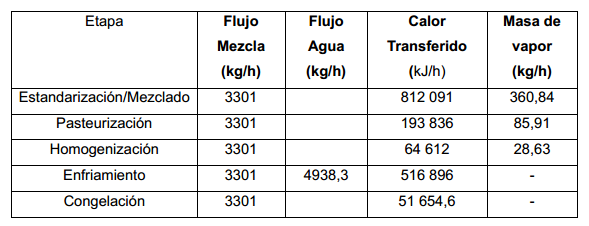 Etapa Flujo Mezcla (kg/h) Flujo Agua (kg/h) Calor Transferido (kJ/h) Masa de vapor (kg/h)
Estandarización/Mezclado 3301 812 091 360,84
Pasteurización 3301 193 836 85,91
Homogenización 3301 64 612 28,63
Enfriamiento 3301 4938,3 516 896 -
Congelación 3301 51 654,6 -